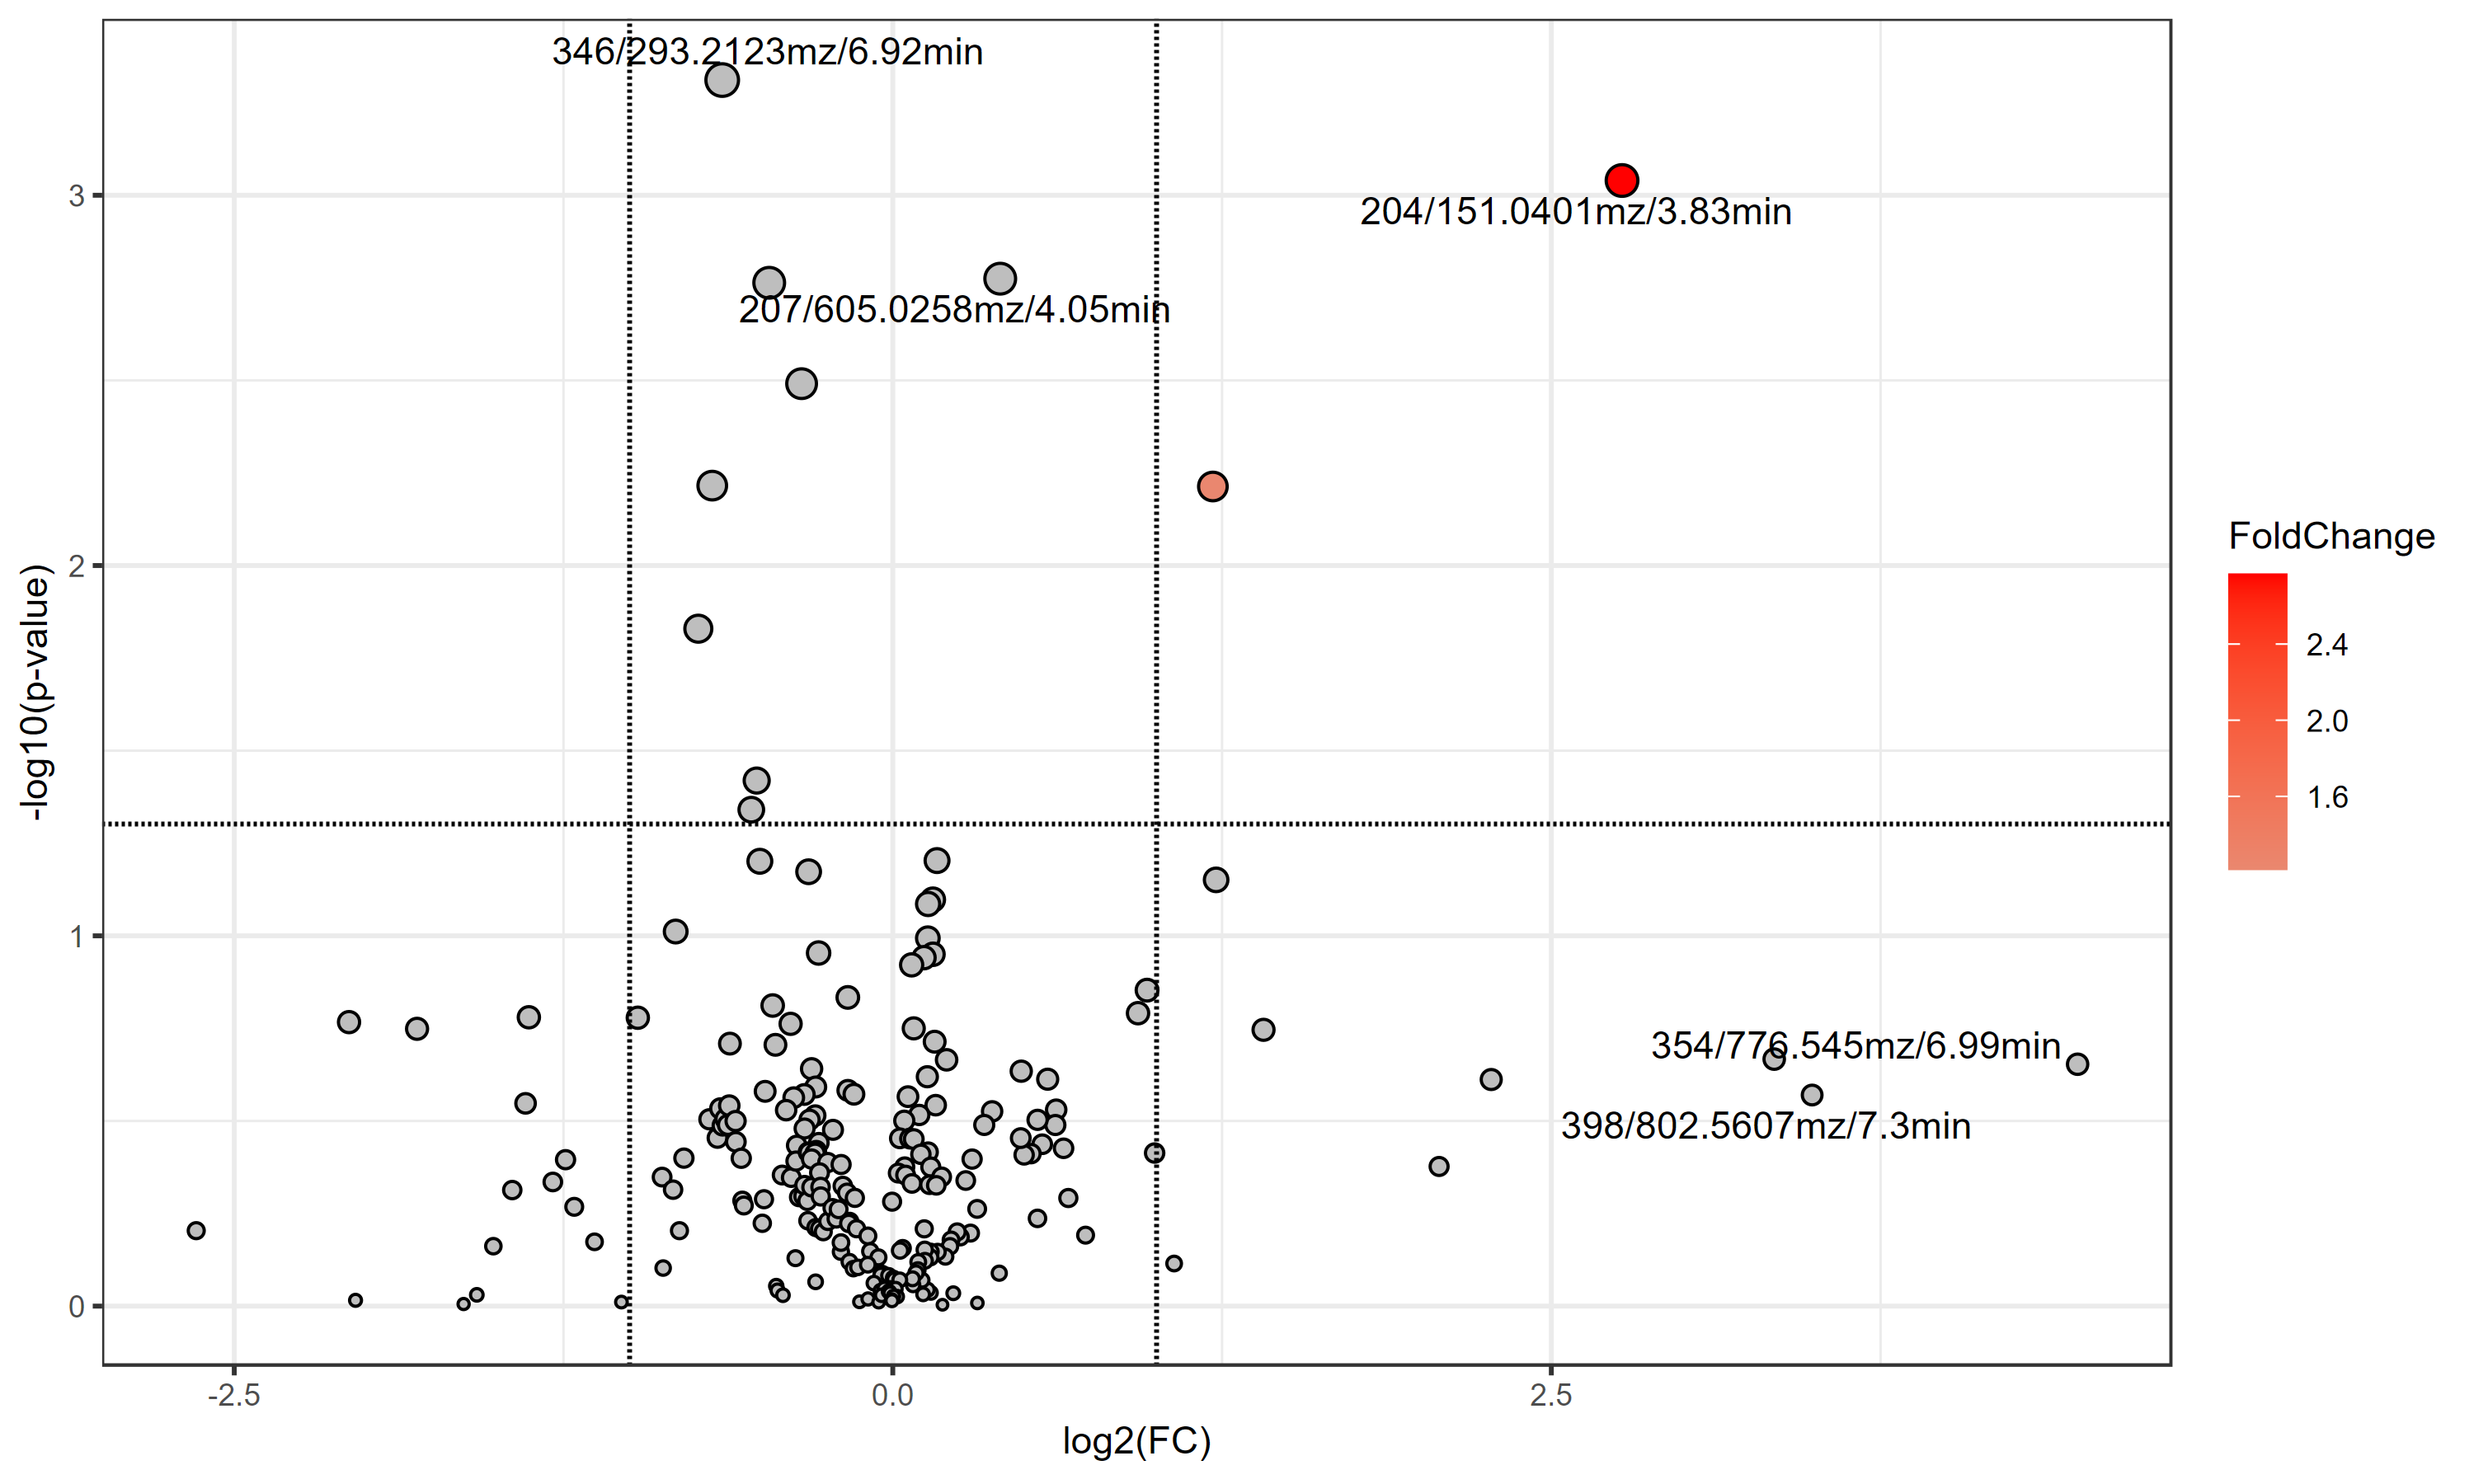 346/293.2123mz/6.92min
3
204/151.0401mz/3.83min
207/605.0258mz/4.05min
FoldChange
2
2.4
-log10(p-value)
2.0
1.6
1
354/776.545mz/6.99min
398/802.5607mz/7.3min
0
-2.5
0.0
2.5
log2(FC)